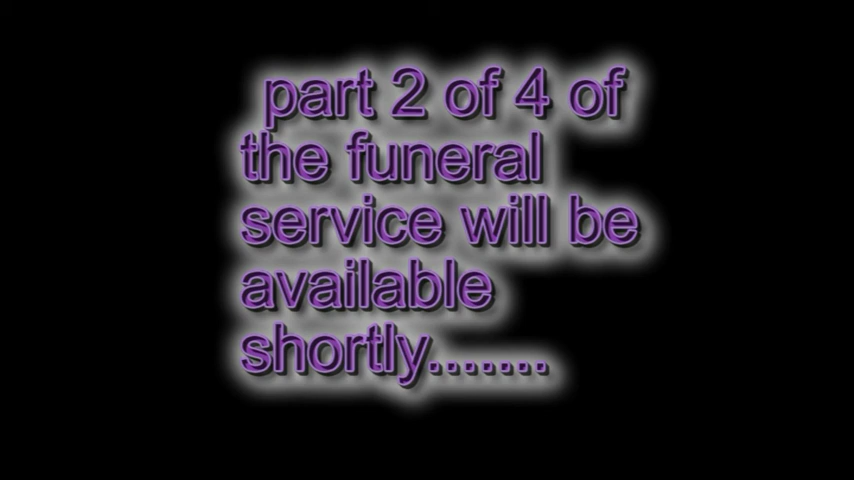 part 2 of 4 of
the funeral
service will be
available
shortly.......